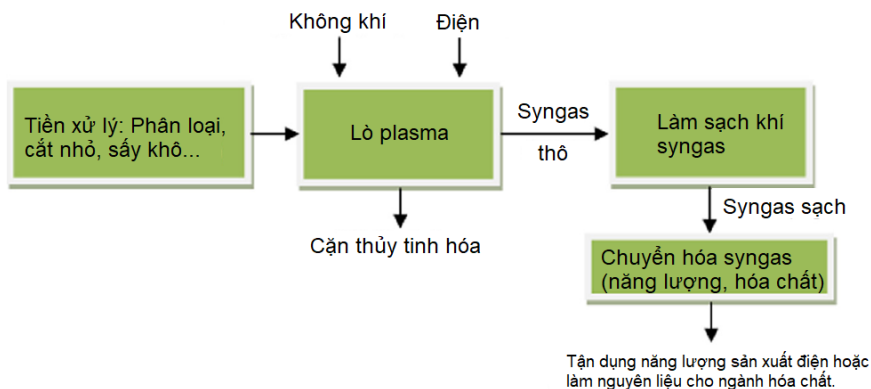 Không khí
Điện
Tiền xử lý: Phân loại,
cắt nhỏ, sấy khô...
Lò plasma
Syngas
thô
Làm sạch khí
syngas
Cặn thủy tinh hóa
Syngas sạch
Chuyển hóa syngas
(năng lượng, hóa chất)
Tận dụng năng lượng sản xuất điện hoặc
làm nguyên liệu cho ngành hóa chất.